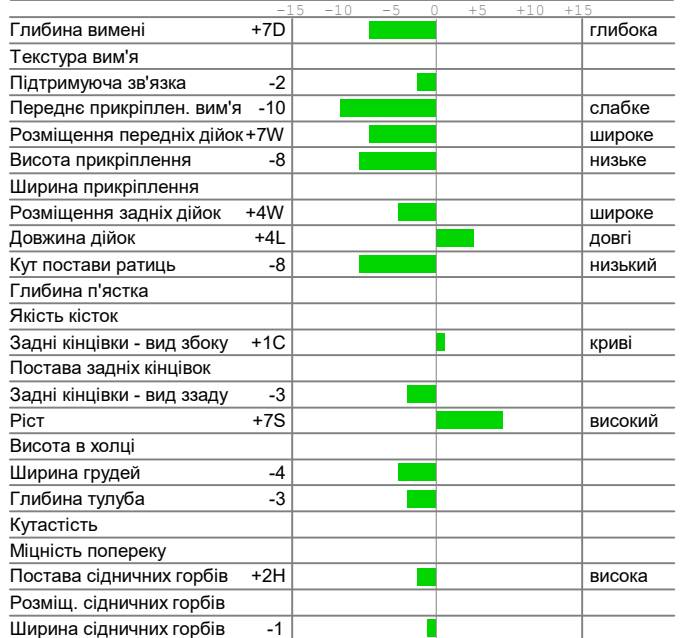 -15 -10 -5 0 +5 +10 +15
Глибина вимені +7D глибока
Текстура вим'я
Підтримуюча зв'язка -2
Переднє прикріплен. вим'я -10 слабке
Розміщення передніх дійок +7W широке
Висота прикріплення -8 низьке
Ширина прикріплення
Розміщення задніх дійок +4W широке
Довжина дійок +4L довгі
Кут постави ратиць -8 низький
Глибина п'ястка
Якість кісток
Задні кінцівки - вид збоку +1C криві
Постава задніх кінцівок
Задні кінцівки - вид ззаду -3
Ріст +7S високий
Висота в холці
Ширина грудей -4
Глибина тулуба -3
Кутастість
Міцність попереку
Постава сідничних горбів +2H висока
Розміщ. сідничних горбів
Ширина сідничних горбів -1